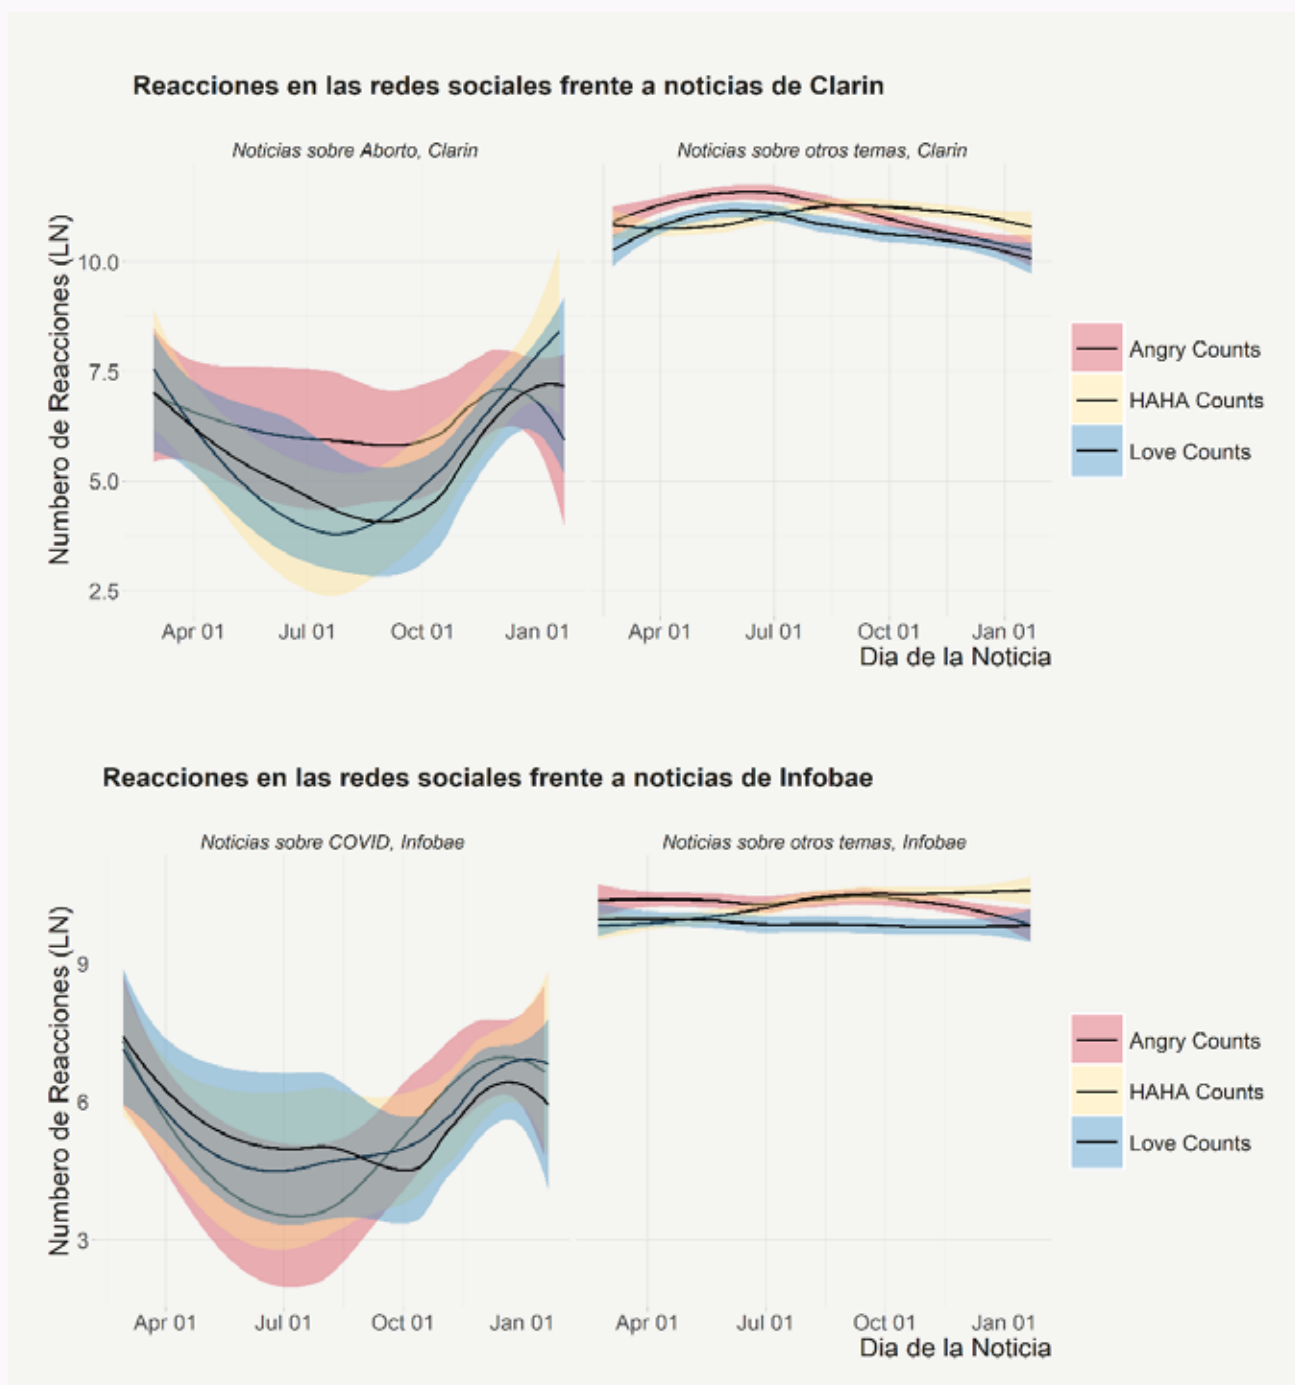 Reacciones en las redes sociales frente a noticias de Clarin
Noticias sobre Aborto, Clarin
Noticias sobre otros temas, Clarin
Numbero de Reacciones (LN)
10.0
7.5
5.0
2.5
Apr 01 Jul 01 Oct 01 Jan 01
Apr 01 Jul 01 Oct 01 Jan 01
Dia de la Noticia
Angry Counts
HAHA Counts
Love Counts
Reacciones en las redes sociales frente a noticias de Infobae
Noticias sobre COVID, Infobae
Noticias sobre otros temas, Infobae
Numbero de Reacciones (LN)
9
6
3
Apr 01 Jul 01 Oct 01 Jan 01
Apr 01 Jul 01 Oct 01 Jan 01
Dia de la Noticia
Angry Counts
HAHA Counts
Love Counts